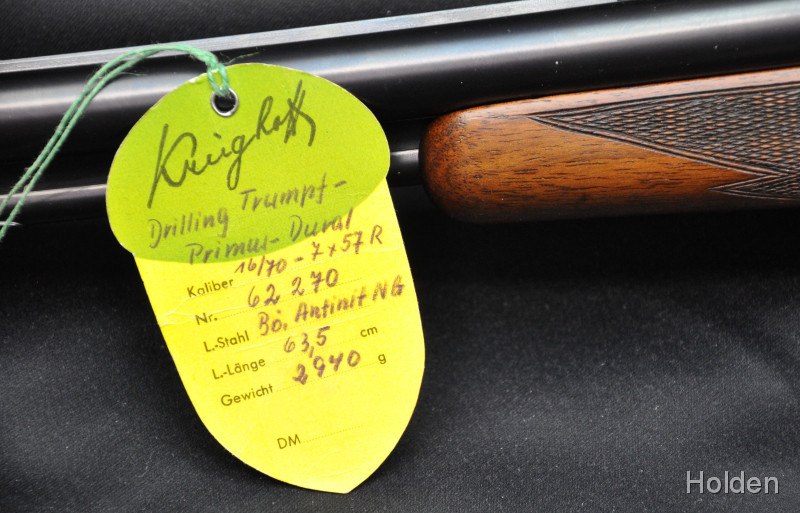 Krieghoff
Drilling Trumpf-
Primus-Dural
Kaliber 16/70 - 7x57R
Nr. 62 270
L.-Stahl Bö. Antinit NG
L.-Länge 63,5 cm
Gewicht 2940 g
DM
Holden